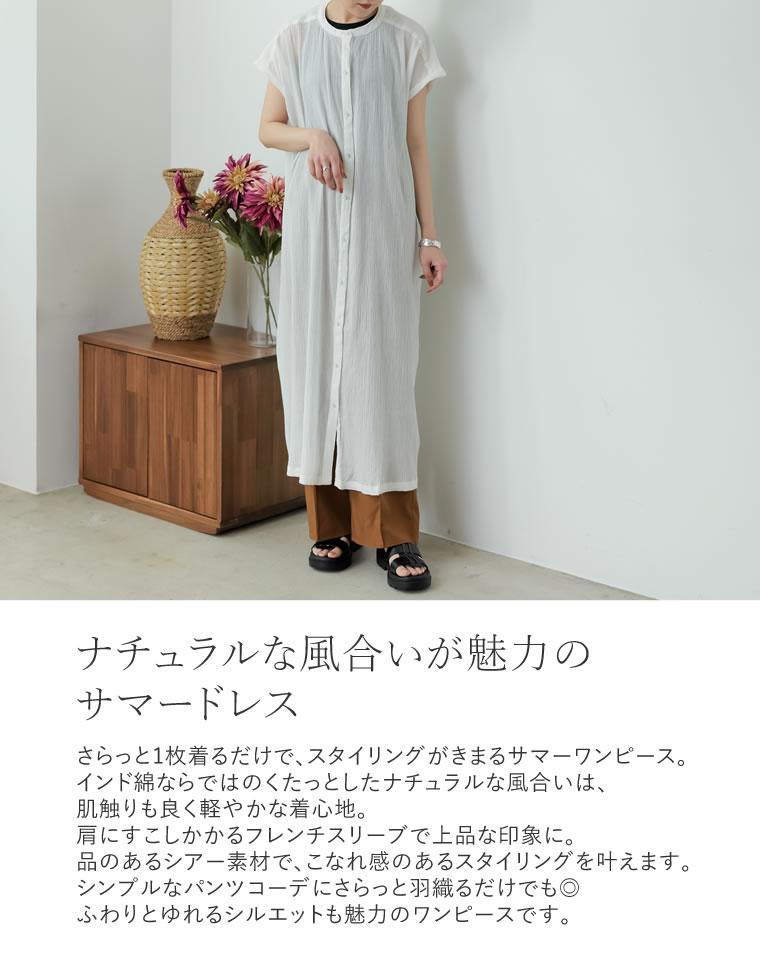 ナチュラルな風合いが魅力の
サマードレス
さらっと1枚着るだけで、スタイリングがきまるサマーワンピース。
インド綿ならではのくたっとしたナチュラルな風合いは、
肌触りも良く軽やかな着心地。
肩にすこしかかるフレンチスリーブで上品な印象に。
品のあるシアー素材で、こなれ感のあるスタイリングを叶えます。
シンプルなパンツコーデにさらっと羽織るだけでも◎
ふわりとゆれるシルエットも魅力のワンピースです。